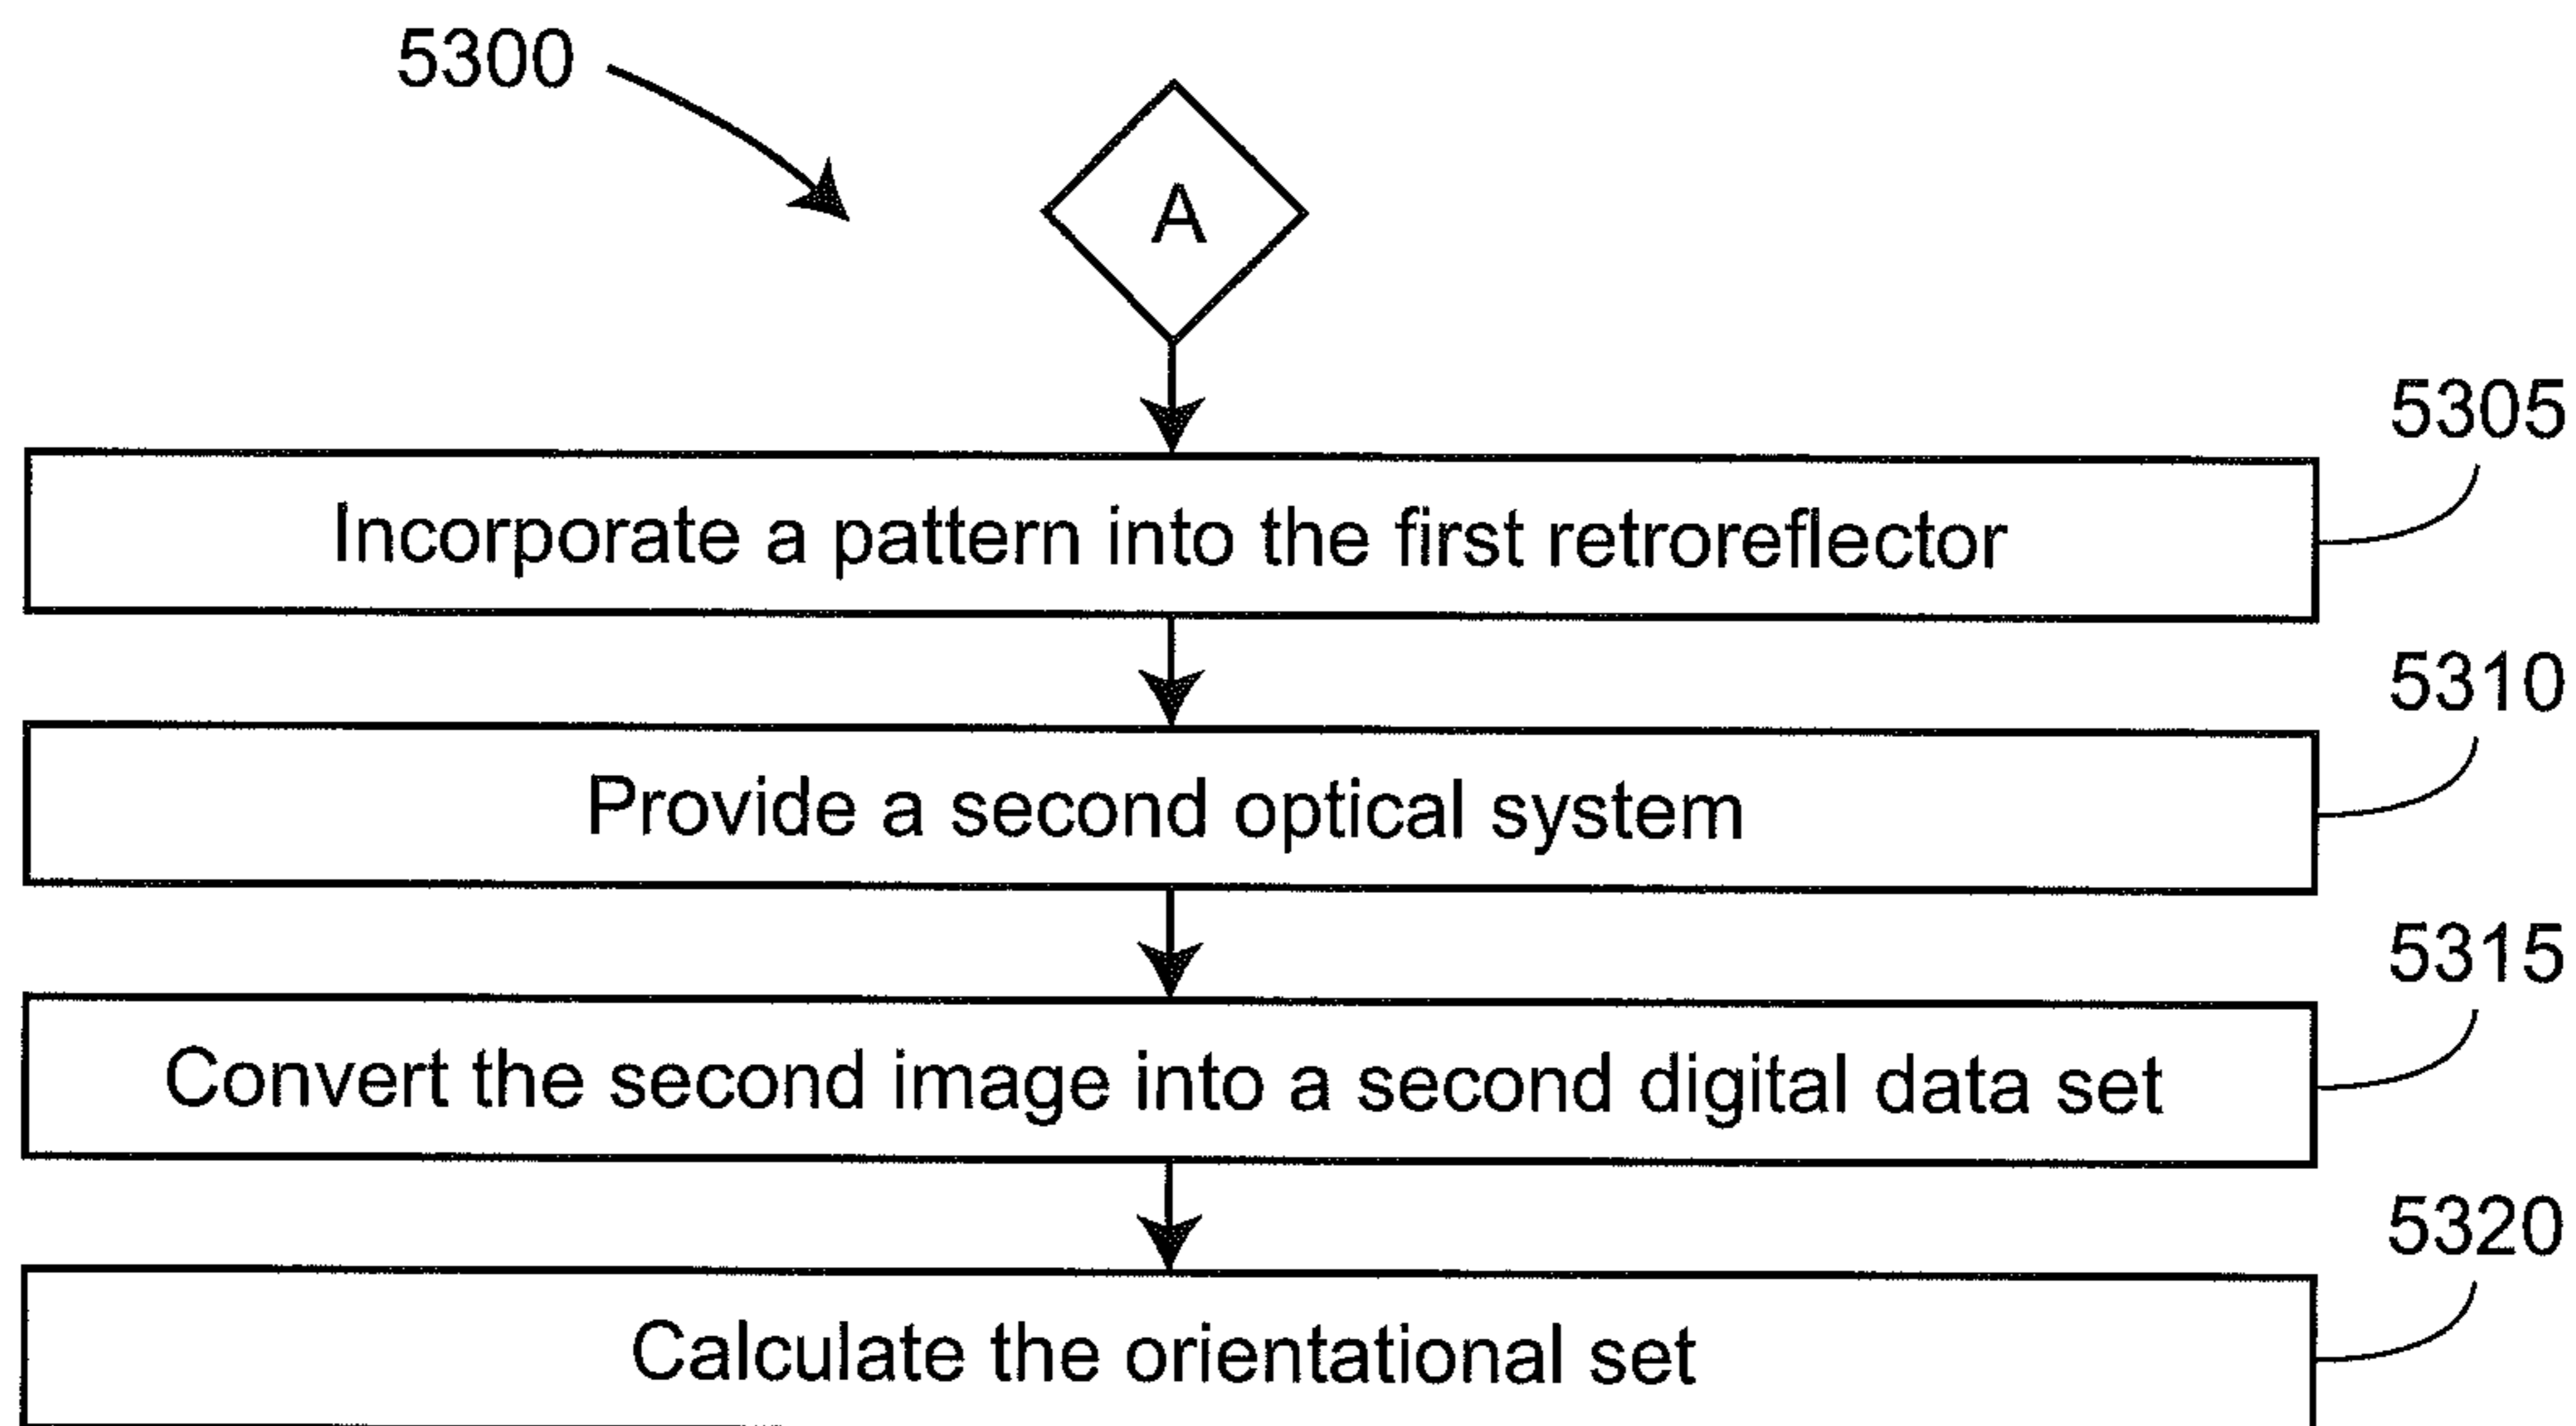 5300
A
5305
Incorporate a pattern into the first retroreflector
5310
Provide a second optical system
5315
Convert the second image into a second digital data set
5320
Calculate the orientational set